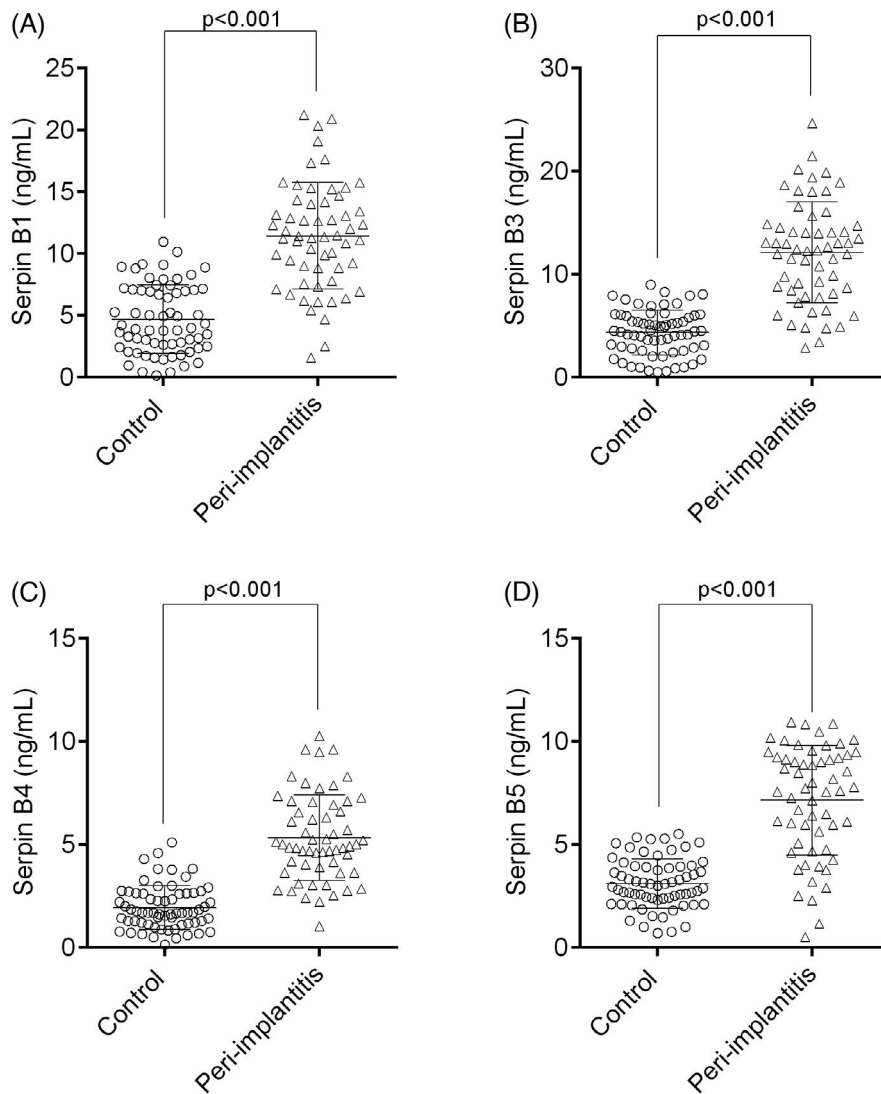 (A)
p<0.001
Serpin B1 (ng/mL)
25
20
15
10
5
0
Control
Peri-implantitis
(B)
p<0.001
Serpin B3 (ng/mL)
30
20
10
0
Control
Peri-implantitis
(C)
p<0.001
Serpin B4 (ng/mL)
15
10
5
0
Control
Peri-implantitis
(D)
p<0.001
Serpin B5 (ng/mL)
15
10
5
0
Control
Peri-implantitis